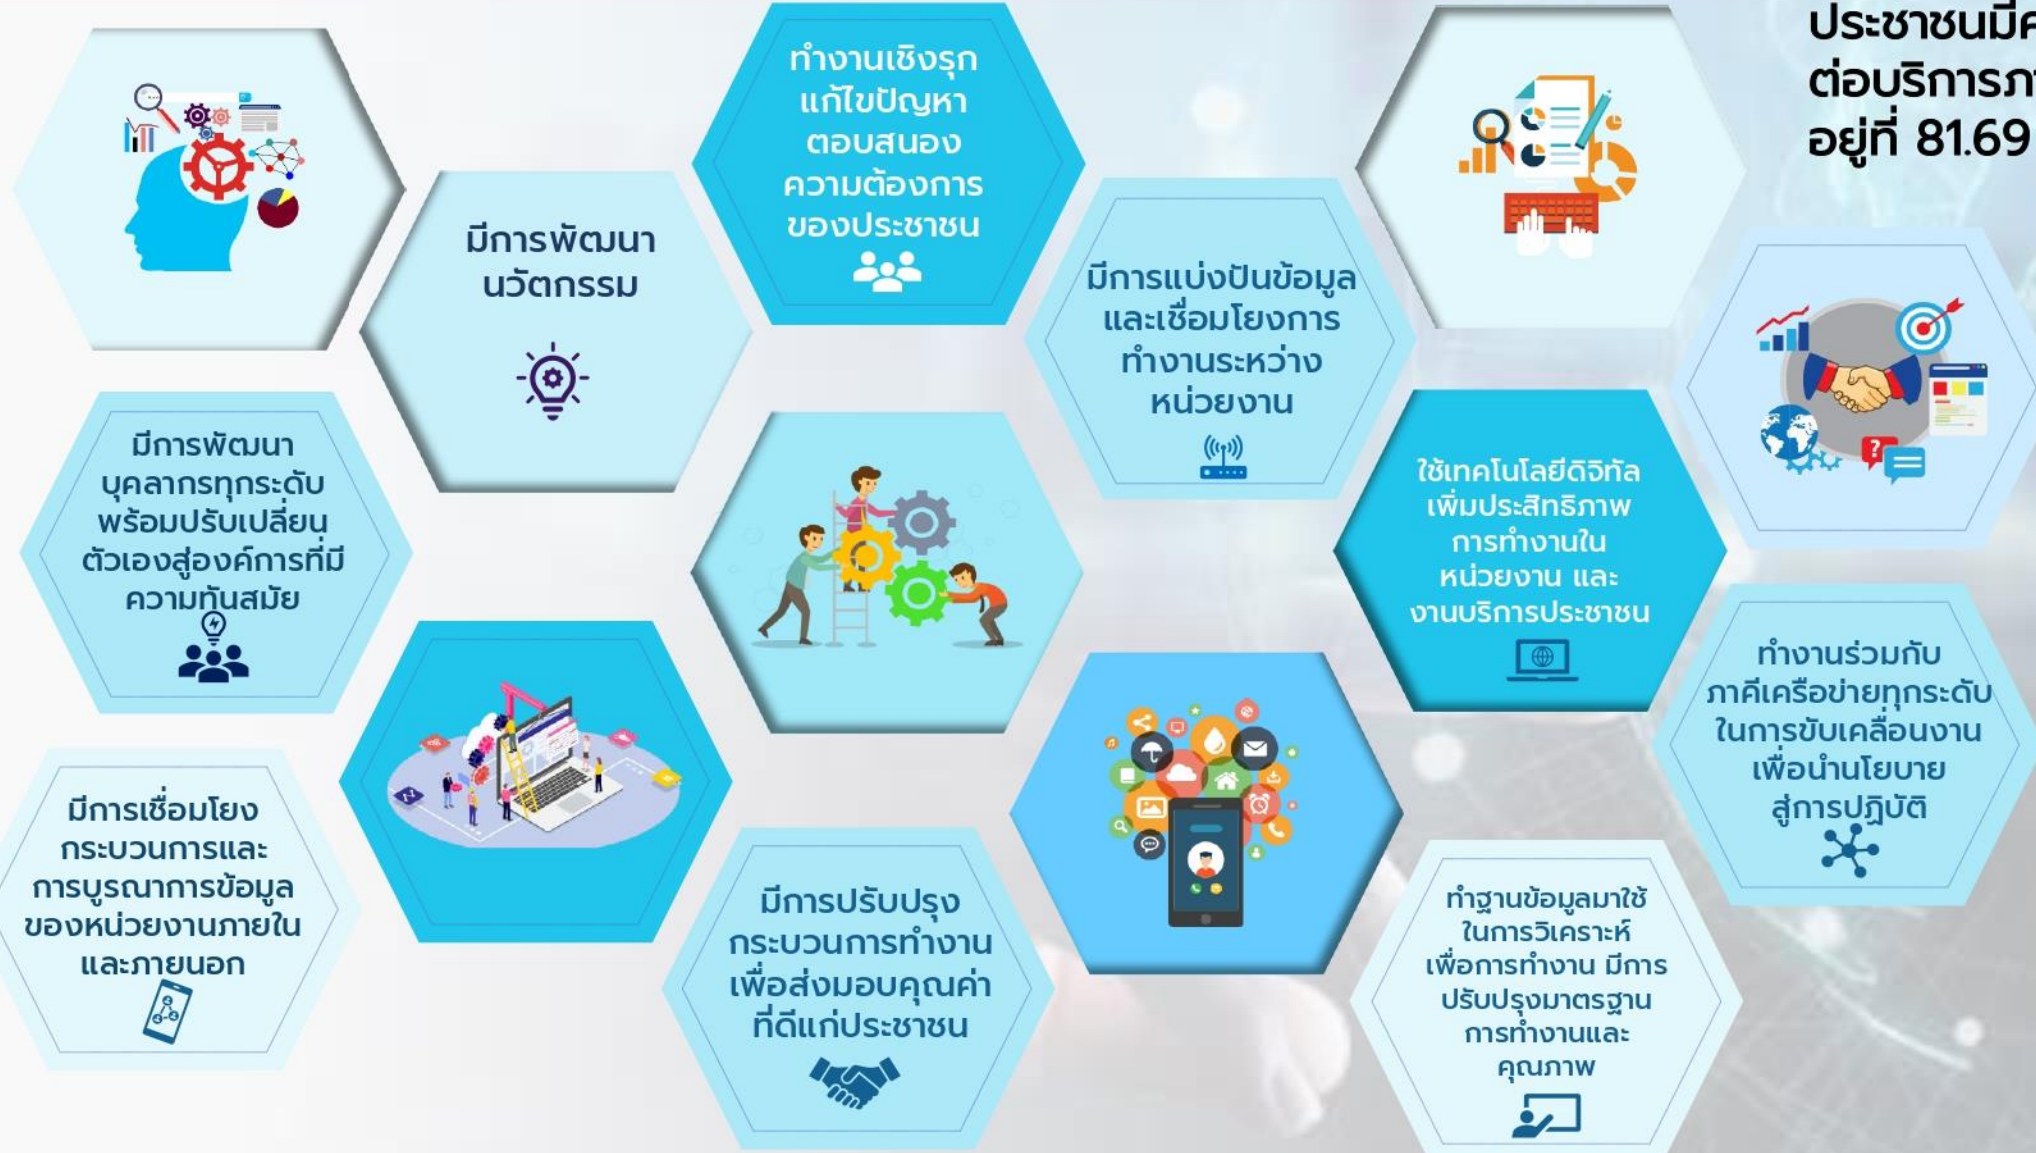 ประชาชนมี
ต่อบริการ
อยู่ที่ 81.69
ทำงานเชิงรุก
แก้ไขปัญหา
ตอบสนอง
ความต้องการ
ของประชาชน
มีการพัฒนา
นวัตกรรม
มีการแบ่งปันข้อมูล
และเชื่อมโยงการ
ทำงานระหว่าง
หน่วยงาน
มีการพัฒนา
บุคลากรทุกระดับ
พร้อมปรับเปลี่ยน
ตัวเองสู่องค์การที่มี
ความทันสมัย
ใช้เทคโนโลยีดิจิทัล
เพิ่มประสิทธิภาพ
การทำงานใน
หน่วยงาน และ
งานบริการประชาชน
ทำงานร่วมกับ
ภาคีเครือข่ายทุกระดับ
ในการขับเคลื่อนงาน
เพื่อนำนโยบาย
สู่การปฏิบัติ
มีการเชื่อมโยง
กระบวนการและ
การบูรณาการข้อมูล
ของหน่วยงานภายใน
และภายนอก
มีการปรับปรุง
กระบวนการทำงาน
เพื่อส่งมอบคุณค่า
ที่ดีแก่ประชาชน
ทำฐานข้อมูลมาใช้
ในการวิเคราะห์
เพื่อการทำงาน มีการ
ปรับปรุงมาตรฐาน
การทำงานและ
คุณภาพ